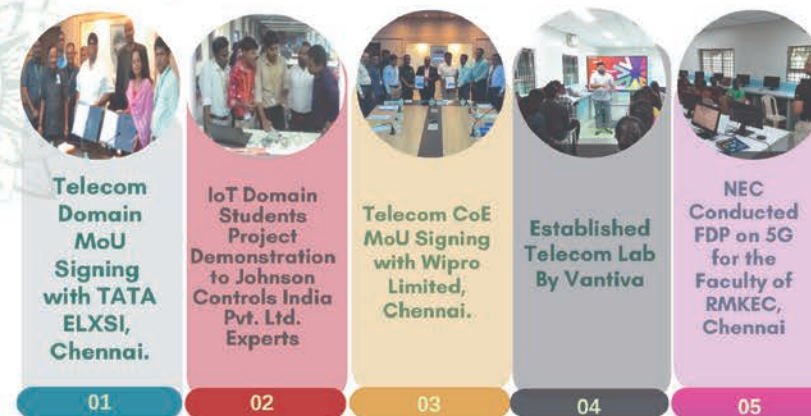 Telecom
Domain
MoU
Signing
with TATA
ELXSI,
Chennai.
01
IoT Domain
Students
Project
Demonstration
to Johnson
Controls India
Pvt. Ltd.
Experts
02
Telecom CoE
MoU Signing
with Wipro
Limited,
Chennai.
03
Established
Telecom Lab
By Vantiva
04
NEC
Conducted
FDP on 5G
for the
Faculty of
RMKEC,
Chennai
05